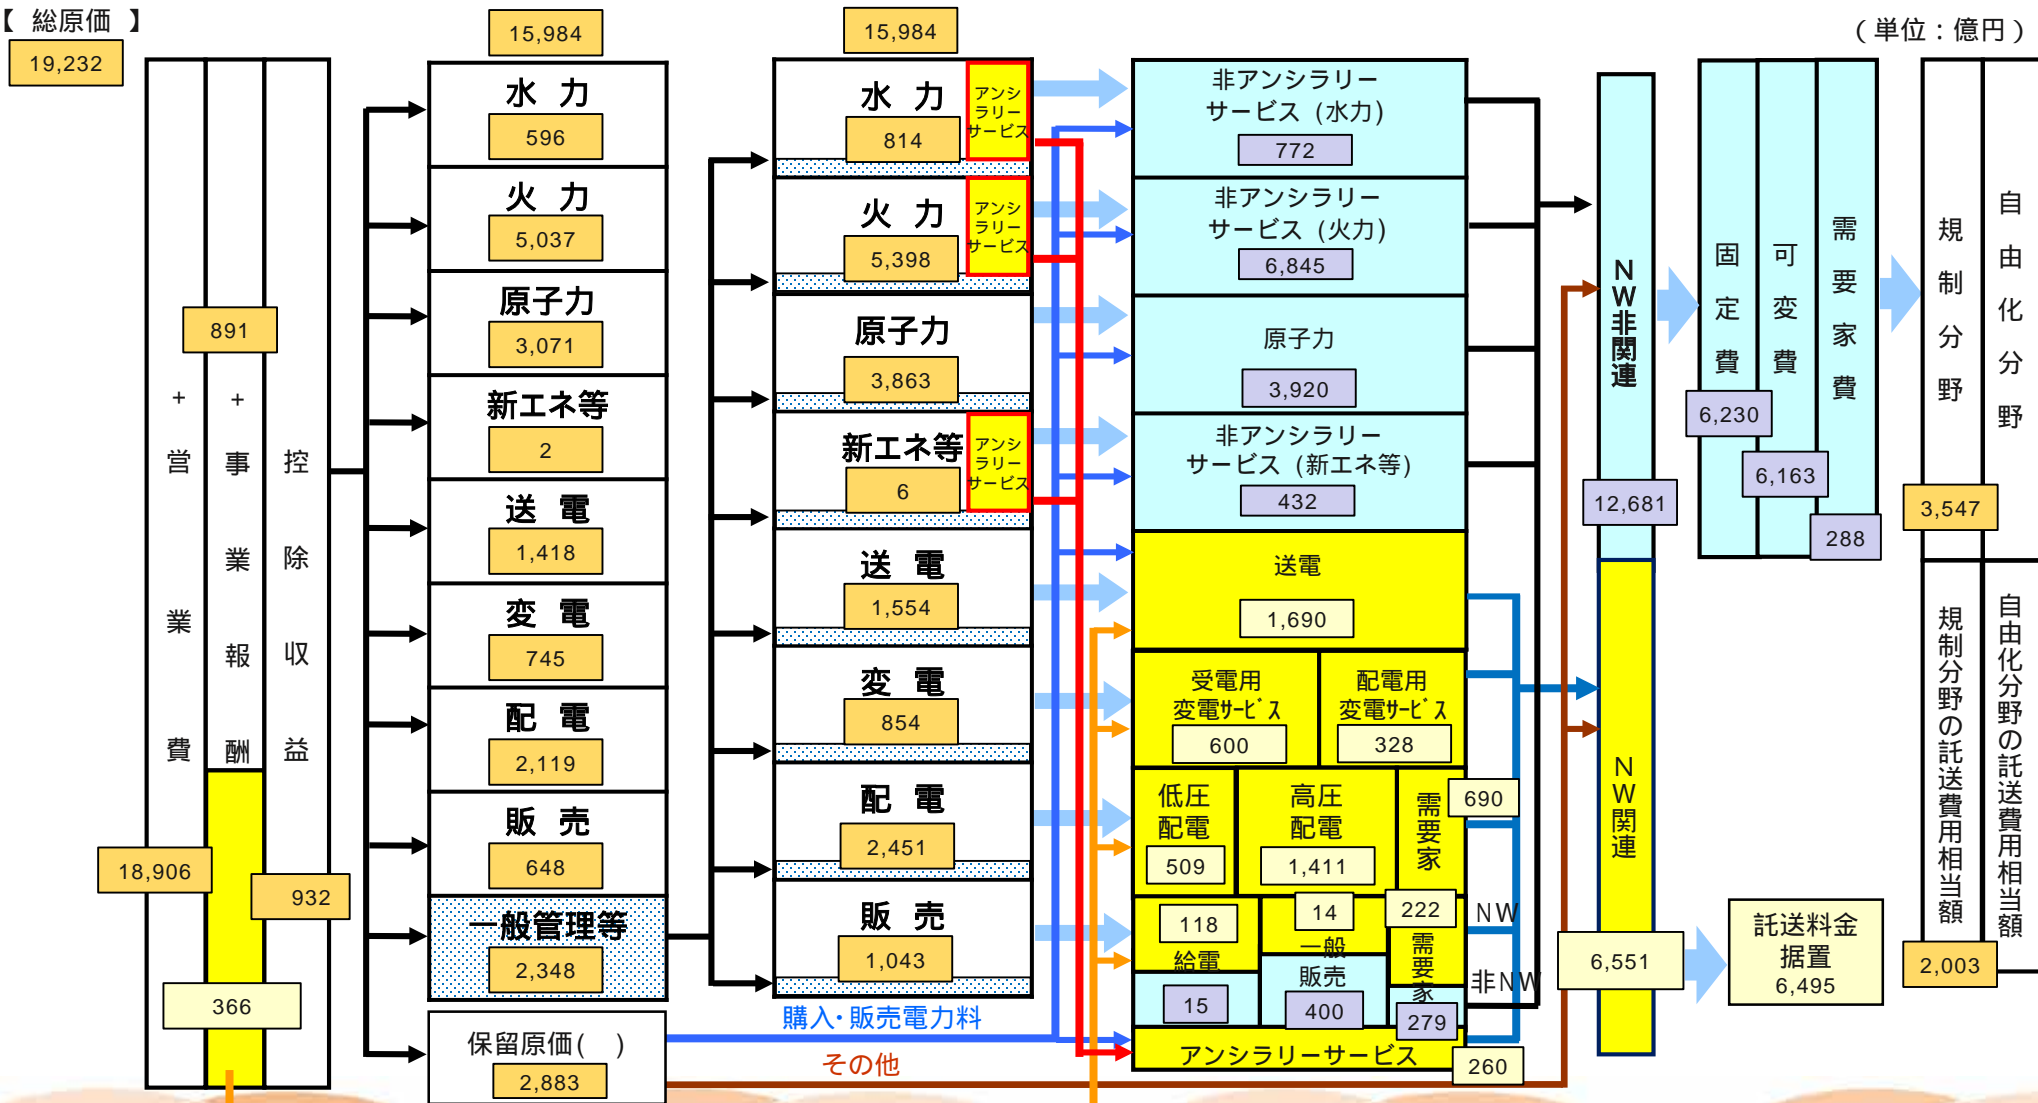 【 総原価 】
19,232
(単位：億円)
+
営
業
費
18,906
891
+
事
業
報
酬
366
控
除
収
益
932
15,984
水 力
596
火 力
5,037
原子力
3,071
新エネ等
2
送 電
1,418
変 電
745
配 電
2,119
販 売
648
一般管理等
2,348
保留原価( )
2,883
15,984
水 力
814
アンシ
ラリー
サービス
火 力
5,398
アンシ
ラリー
サービス
原子力
3,863
新エネ等
6
アンシ
ラリー
サービス
送 電
1,554
変 電
854
配 電
2,451
販 売
1,043
購入・販売電力料
その他
非アンシラリー
サービス (水力)
772
非アンシラリー
サービス (火力)
6,845
原子力
3,920
非アンシラリー
サービス (新エネ等)
432
送電
1,690
受電用
変電ｻｰﾋﾞｽ
600
配電用
変電ｻｰﾋﾞｽ
328
低圧
配電
509
高圧
配電
1,411
需要家
690
118
給電
15
14
一般
販売
400
222
需要家
279
NW
非NW
アンシラリーサービス
260
NW非関連
12,681
NW関連
6,551
固定費
6,230
可変費
6,163
需要家費
288
託送料金
据置
6,495
規制分野
3,547
自由化分野
規制分野の託送費用相当額
2,003
自由化分野の託送費用相当額